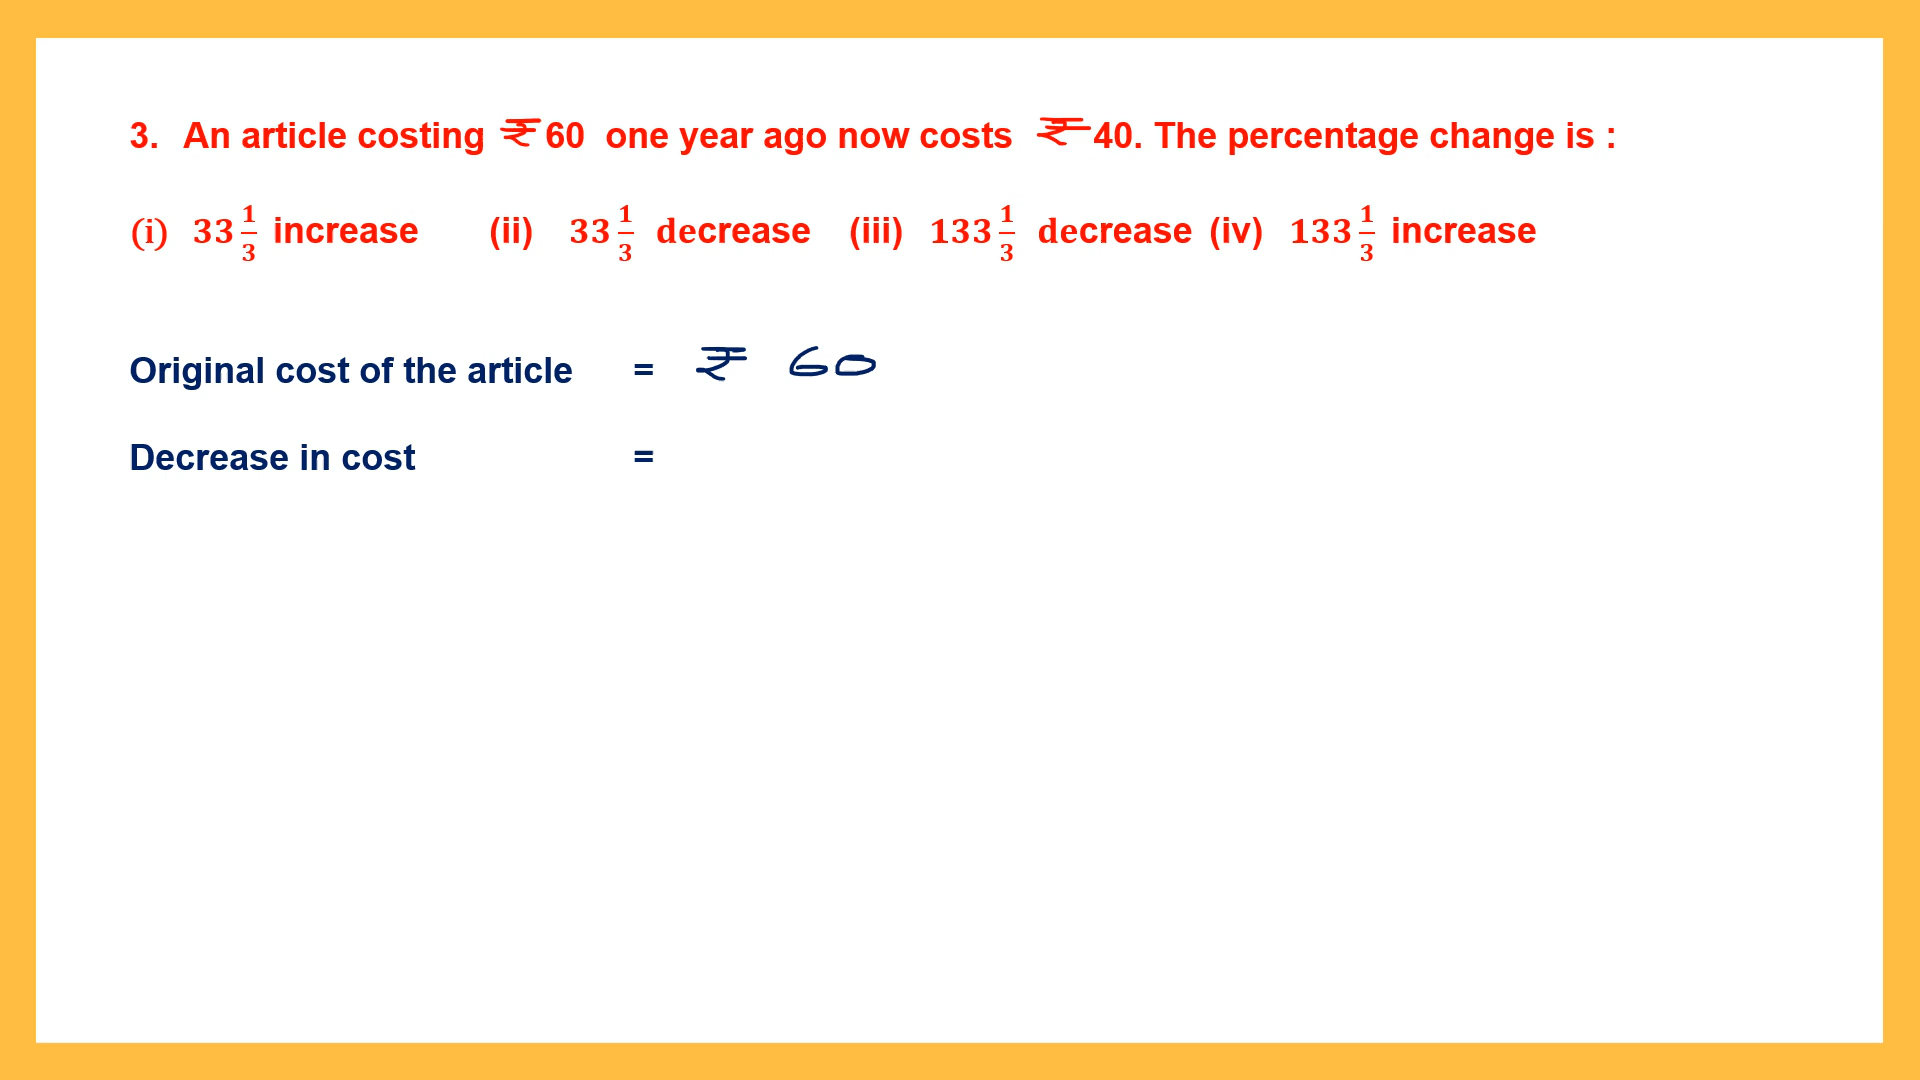 3. An article costing ₹ 60 one year ago now costs ₹ 40. The percentage change is :
(i) 33 1/3 increase (ii) 33 1/3 decrease (iii) 133 1/3 decrease (iv) 133 1/3 increase
Original cost of the article = ₹ 60
Decrease in cost =